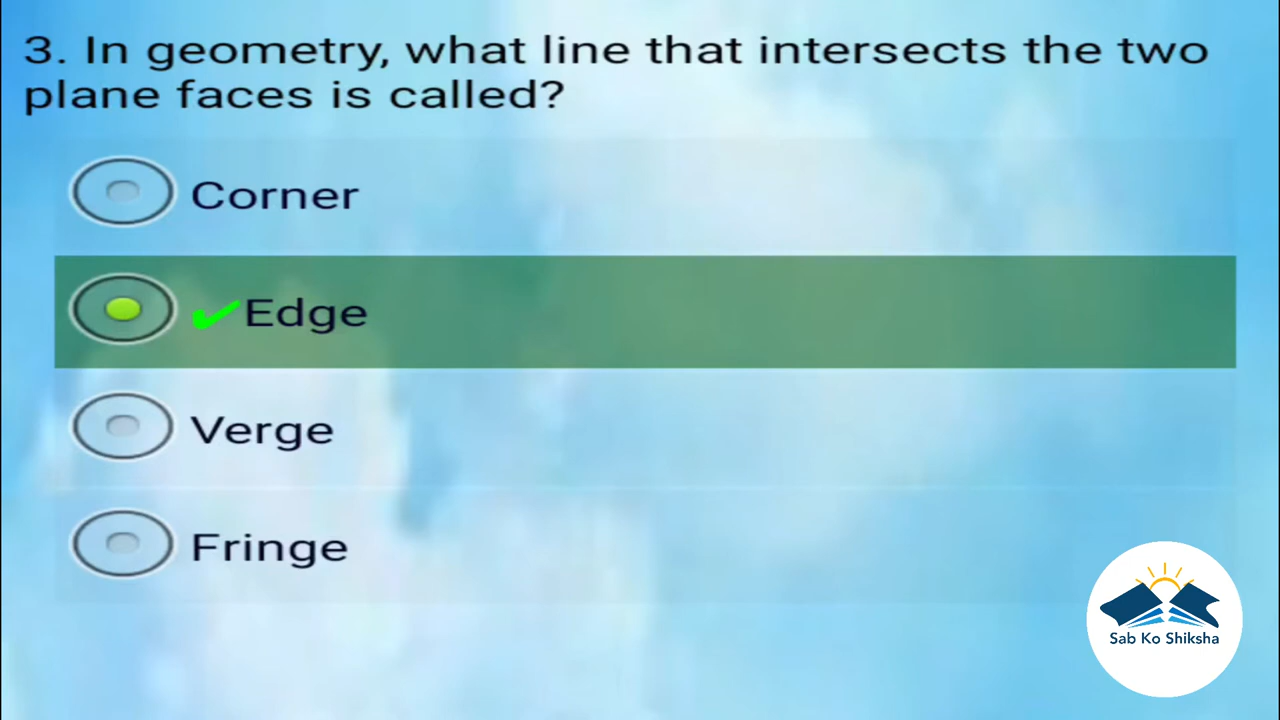 3. In geometry, what line that intersects the two
plane faces is called?
Corner
✔Edge
Verge
Fringe
Sab Ko Shiksha